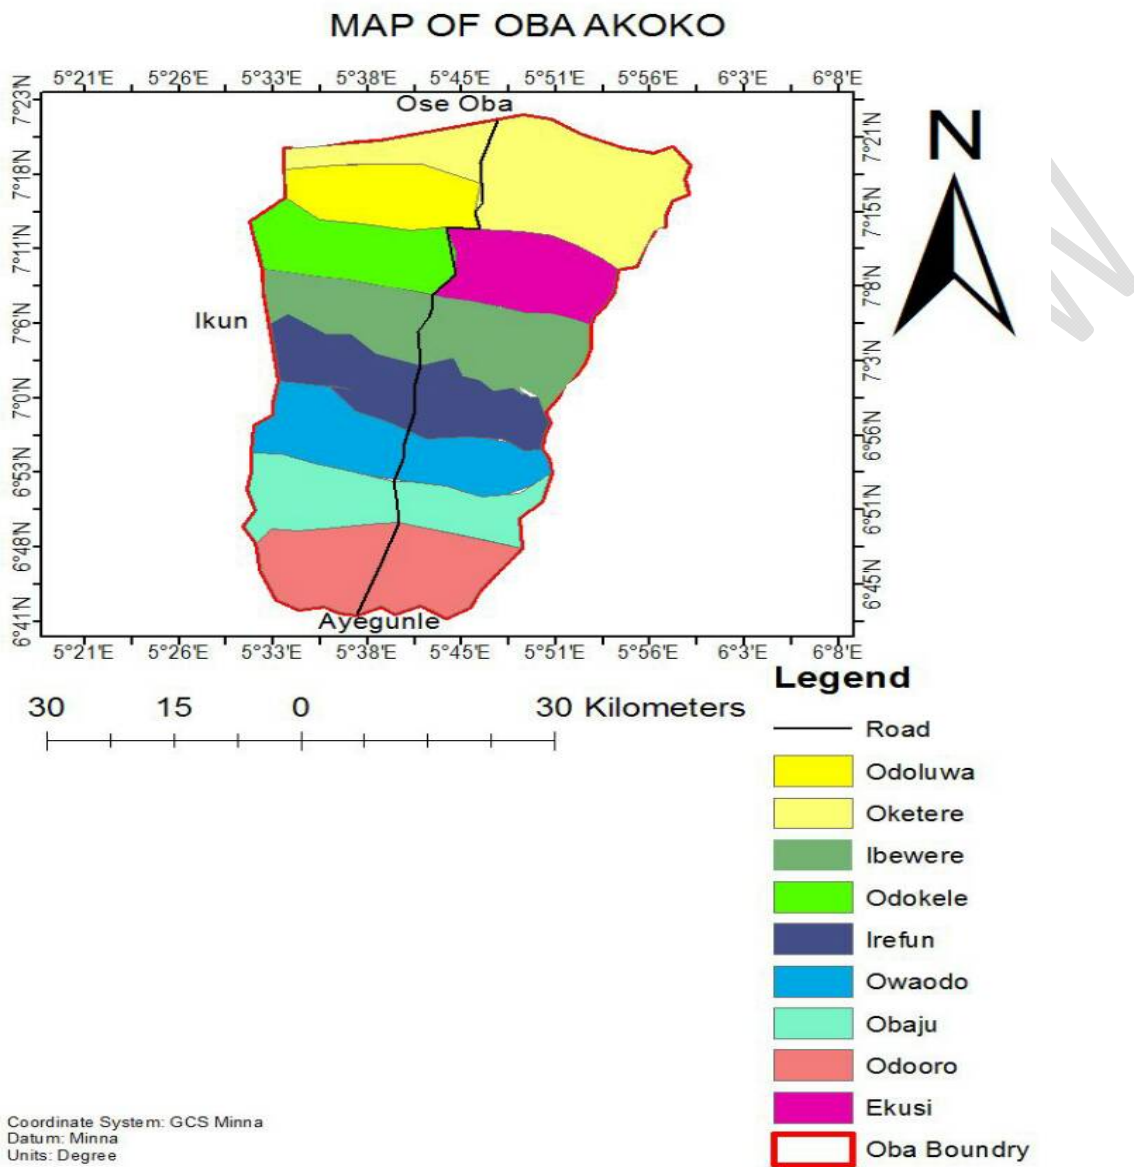 MAP OF OBA AKOKO
5°21'E 5°26'E 5°33'E 5°38'E 5°45'E 5°51'E 5°56'E 6°3'E 6°8'E
Ose Oba
7°23'N
7°21'N
N
7°18'N
7°15'N
7°11'N
7°8'N
Ikun
7°6'N
7°3'N
7°0'N
6°56'N
6°53'N
6°51'N
6°48'N
6°45'N
6°41'N
Ayegunle
5°21'E 5°26'E 5°33'E 5°38'E 5°45'E 5°51'E 5°56'E 6°3'E 6°8'E
30 15 0 30 Kilometers
Legend
Road
Odoluwa
Oketere
Ibewere
Odokele
Irefun
Owaodo
Obaju
Odooro
Ekusi
Oba Boundry
Coordinate System: GCS Minna
Datum: Minna
Units: Degree